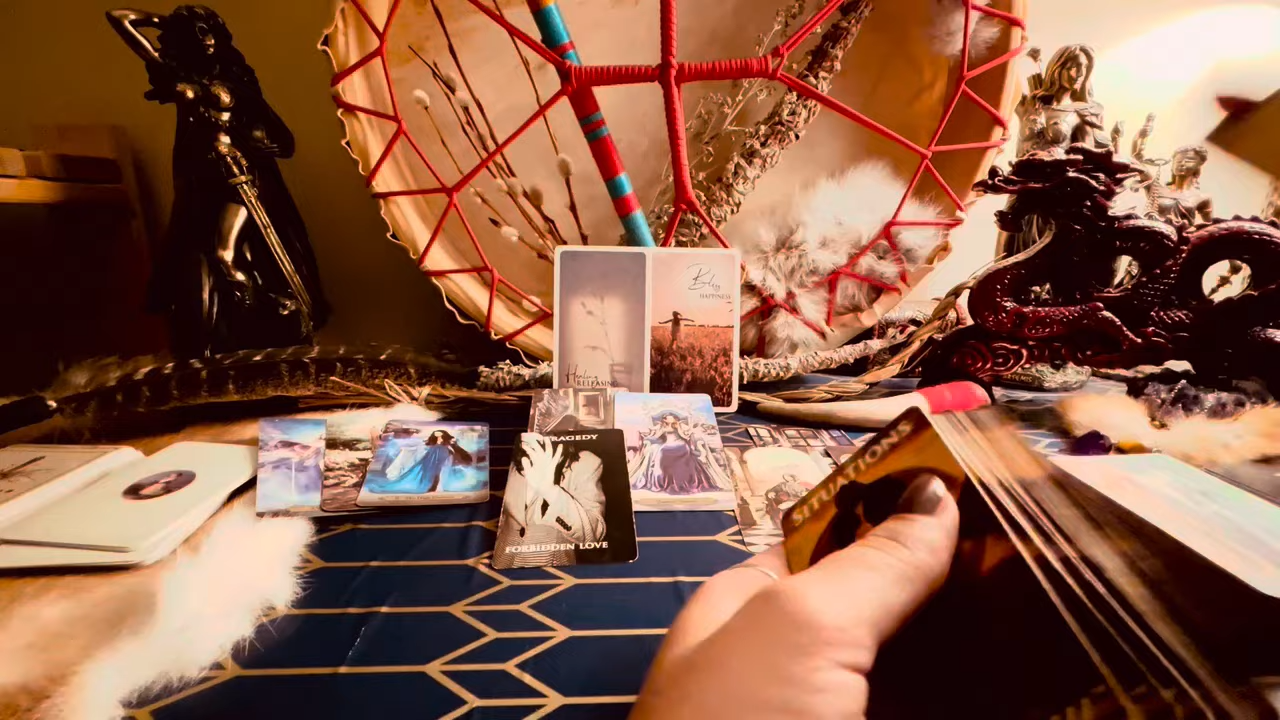 Bliss
HAPPINESS
Healing
RELEASING
TRAGEDY
FORBIDDEN LOVE
SITUATIONS